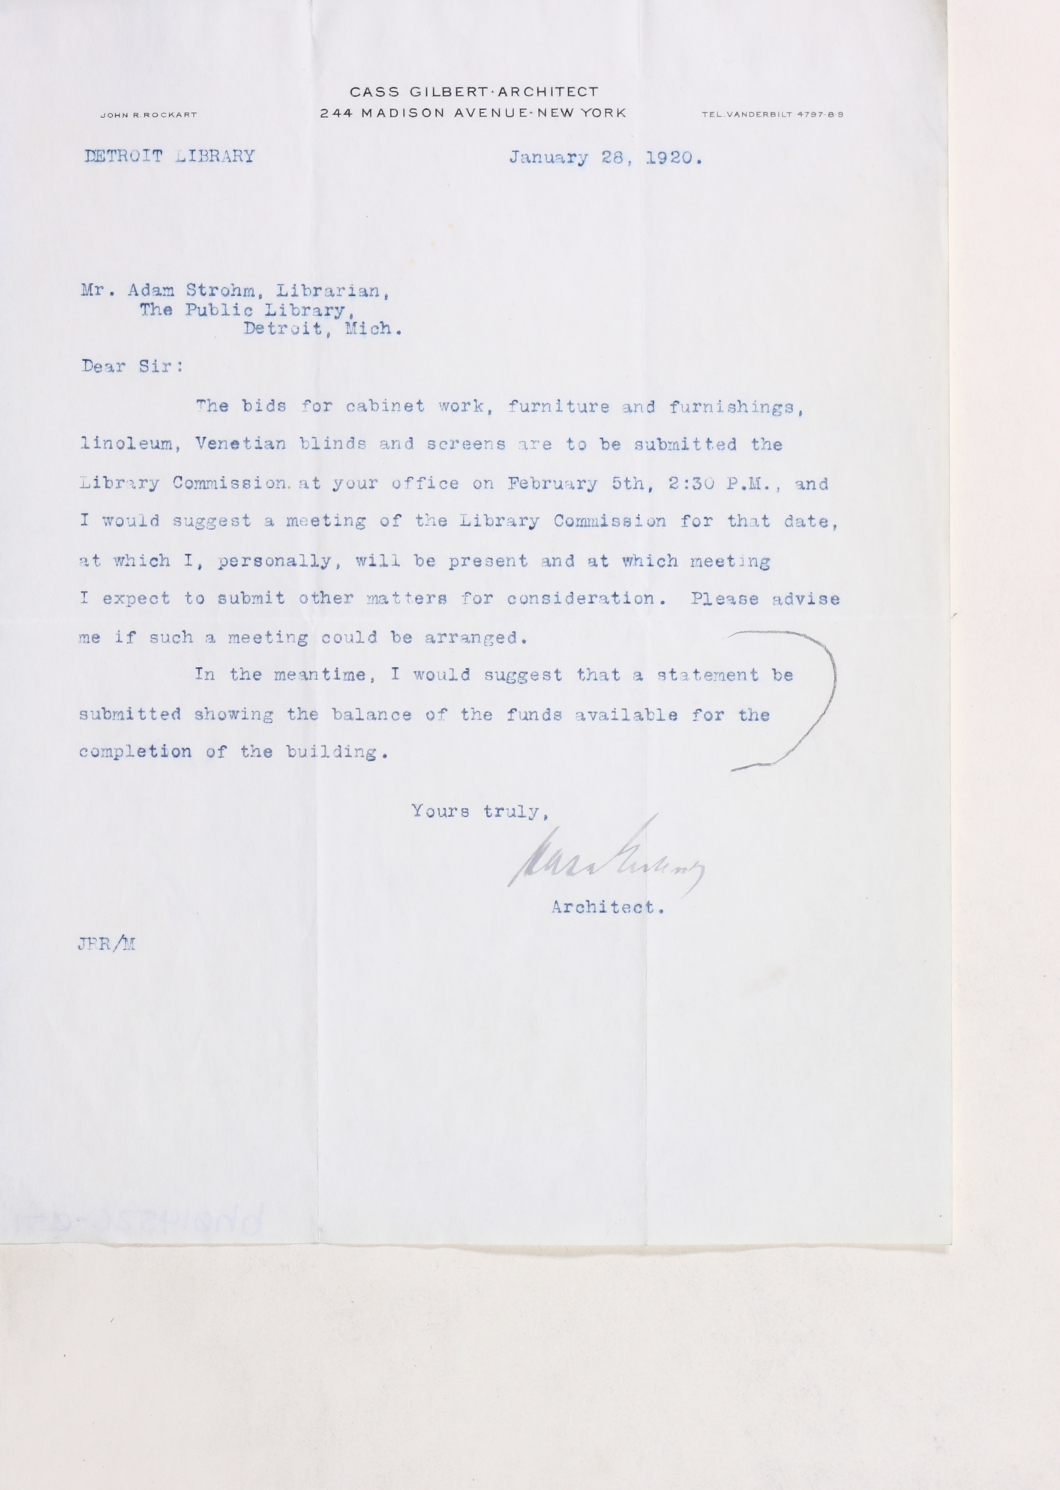 CASS GILBERT·ARCHITECT
JOHN R. ROCKART 244 MADISON AVENUE-NEW YORK TEL. VANDERBILT 4797-8-9
DETROIT LIBRARY January 28, 1920.
Mr. Adam Strohm, Librarian,
The Public Library,
Detroit, Mich.
Dear Sir:
The bids for cabinet work, furniture and furnishings,
linoleum, Venetian blinds and screens are to be submitted the
Library Commission at your office on February 5th, 2:30 P.M., and
I would suggest a meeting of the Library Commission for that date,
at which I, personally, will be present and at which meeting
I expect to submit other matters for consideration. Please advise
me if such a meeting could be arranged.
In the meantime, I would suggest that a statement be
submitted showing the balance of the funds available for the
completion of the building.
Yours truly,
Cass Gilbert
Architect.
JRR/M